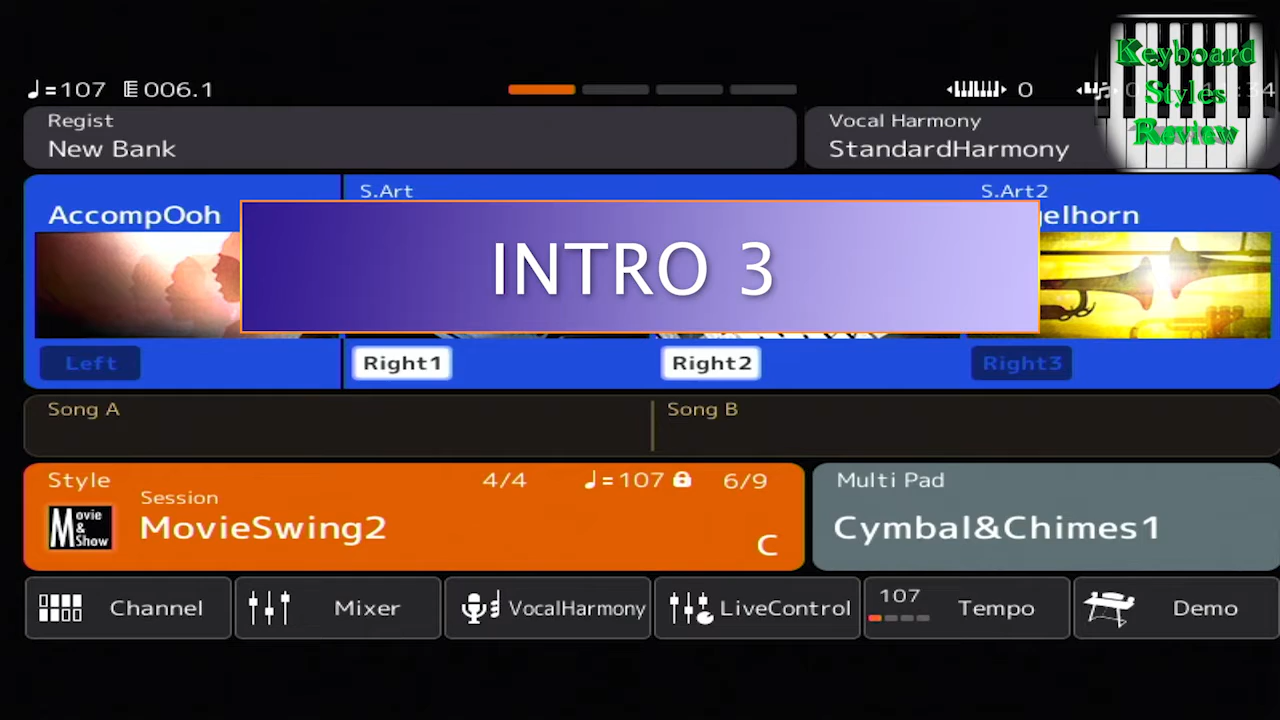 Keyboard
Styles
Review
=107 006.1
0
Regist
New Bank
Vocal Harmony
StandardHarmony
S.Art
S.Art2
AccompOoh
elhorn
INTRO 3
Left
Right1
Right2
Right3
Song A
Song B
Style
4/4
=107
6/9
Session
Movie
&
Show
MovieSwing2
C
Multi Pad
Cymbal&Chimes1
Channel
Mixer
VocalHarmony
LiveControl
107
Tempo
Demo